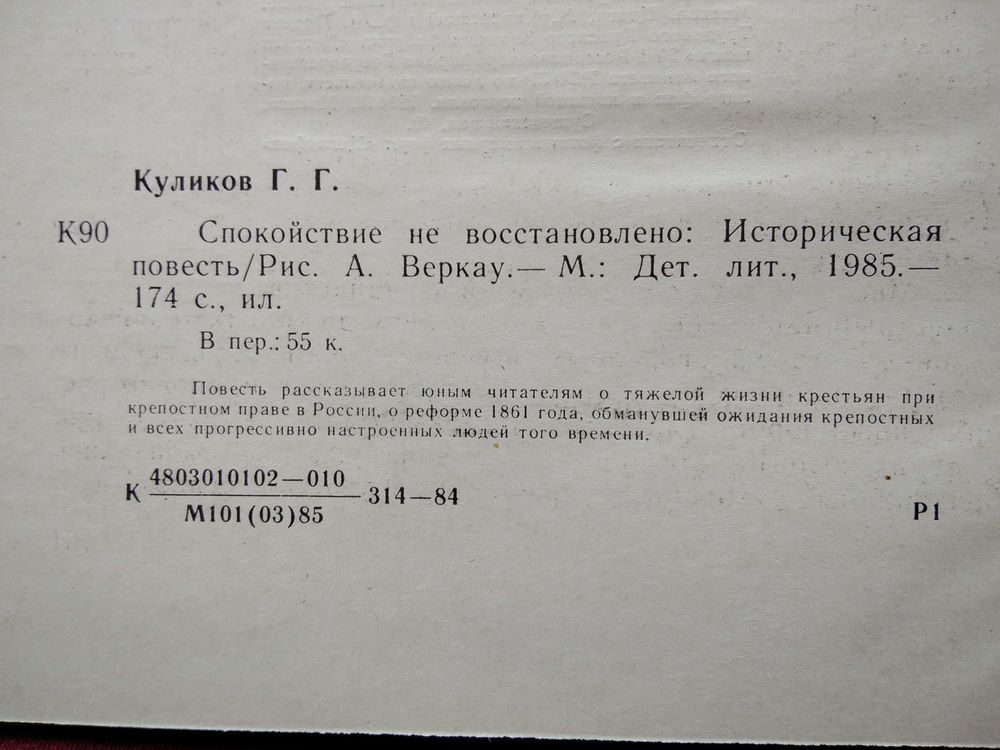 Куликов Г. Г.
К90 Спокойствие не восстановлено: Историческая
повесть/Рис. А. Веркау.— М.: Дет. лит., 1985.—
174 с., ил.
В пер.: 55 к.
Повесть рассказывает юным читателям о тяжелой жизни крестьян при
крепостном праве в России, о реформе 1861 года, обманувшей ожидания крепостных
и всех прогрессивно настроенных людей того времени.
4803010102—010
К 314—84
М101(03)85
Р1